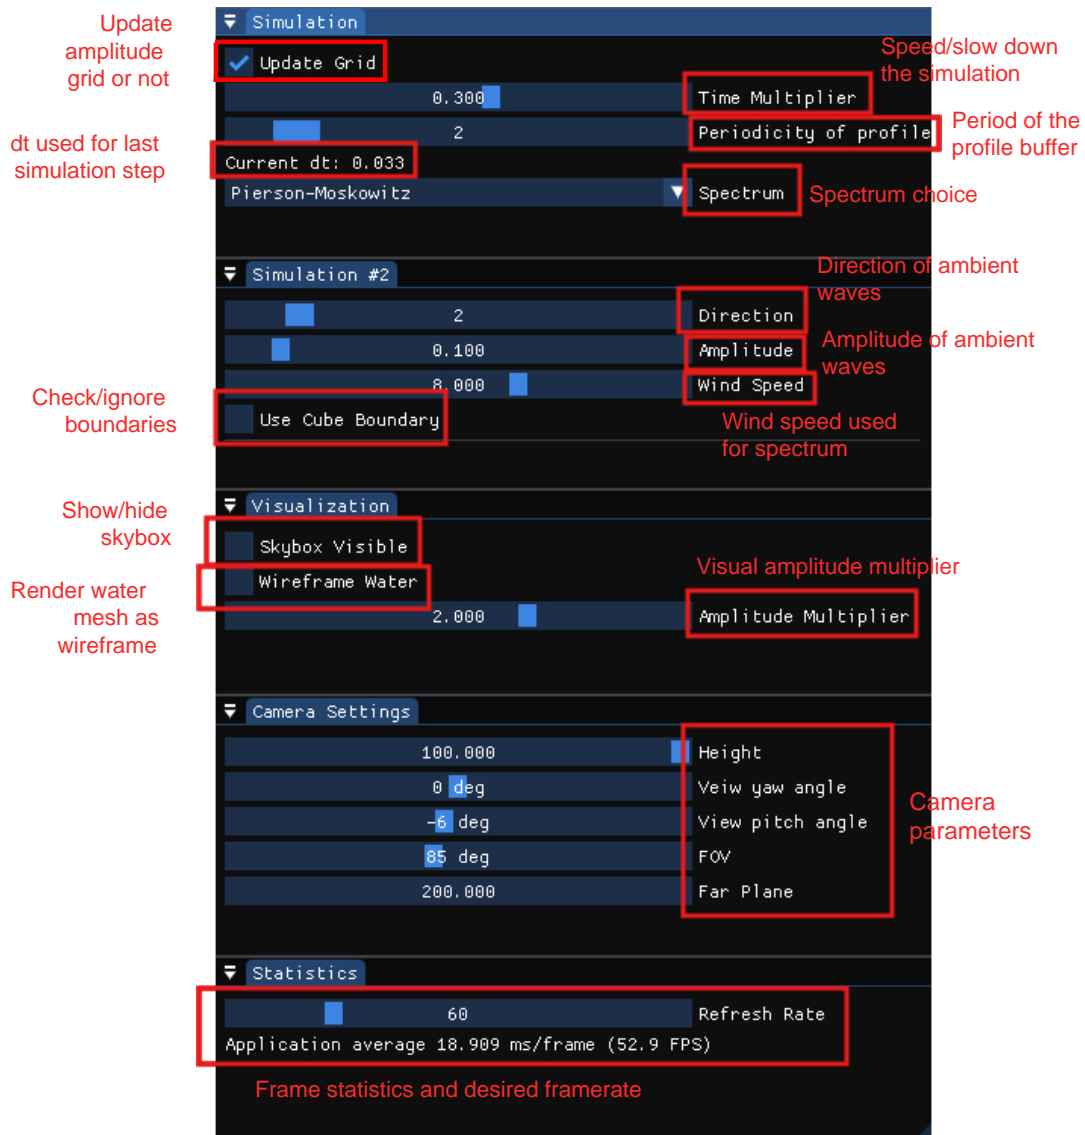 Simulation
Update
amplitude
grid or not
Update Grid
Speed/slow down
the simulation
0.300
Time Multiplier
2
Periodicity of profile
Period of the
profile buffer
dt used for last
simulation step
Current dt: 0.033
Pierson-Moskowitz
Spectrum
Spectrum choice
Simulation #2
Direction of ambient
waves
2
Direction
0.100
Amplitude
Amplitude of ambient
waves
8.000
Wind Speed
Check/ignore
boundaries
Use Cube Boundary
Wind speed used
for spectrum
Visualization
Show/hide
skybox
Skybox Visible
Wireframe Water
Render water
mesh as
wireframe
Visual amplitude multiplier
2.000
Amplitude Multiplier
Camera Settings
100.000
Height
0 deg
Veiw yaw angle
-6 deg
View pitch angle
85 deg
FOV
200.000
Far Plane
Camera
parameters
Statistics
60
Refresh Rate
Application average 18.909 ms/frame (52.9 FPS)
Frame statistics and desired framerate